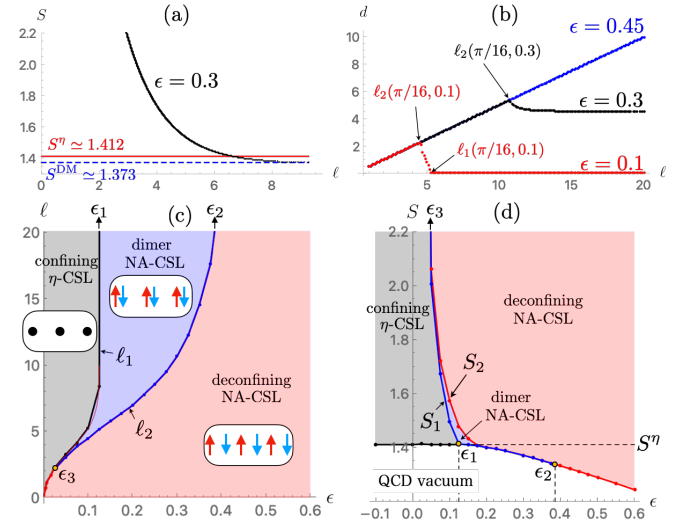 (a)
S
2.2
2.0
1.8
1.6
1.4
ϵ = 0.3
S^η ≃ 1.412
S^DM ≃ 1.373
0 2 4 6 8 ℓ
(b)
d
10
8
6
4
2
ϵ = 0.45
ℓ₂(π/16, 0.3)
ϵ = 0.3
ℓ₂(π/16, 0.1)
ℓ₁(π/16, 0.1)
ϵ = 0.1
5 10 15 20 ℓ
(c)
ℓ ϵ₁ ϵ₂
20
15
10
5
0
confining
η-CSL
dimer
NA-CSL
ℓ₁
ℓ₂
deconfining
NA-CSL
ϵ₃
0.0 0.1 0.2 0.3 0.4 0.5 0.6 ϵ
(d)
S ϵ₃
2.2
2.0
1.8
1.6
1.4
confining
η-CSL
deconfining
NA-CSL
S₂
S₁
dimer
NA-CSL
S^η
ϵ₁
ϵ₂
QCD vacuum
-0.1 0.0 0.1 0.2 0.3 0.4 0.5 0.6 ϵ